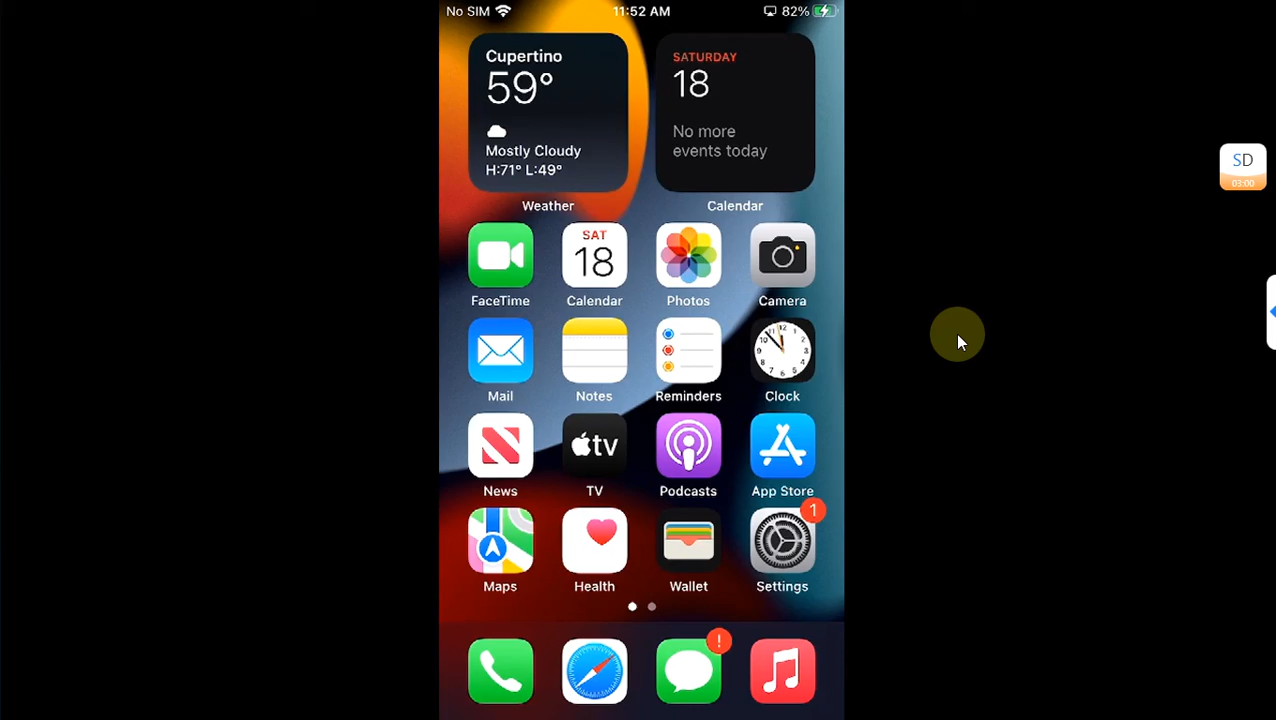 No SIM 11:52 AM 82%
Cupertino
59°
Mostly Cloudy
H:71° L:49°
SATURDAY
18
No more
events today
Weather Calendar
SAT
18
FaceTime Calendar Photos Camera
Mail Notes Reminders Clock
tv
News TV Podcasts App Store
1
Maps Health Wallet Settings
!
SD
03:00